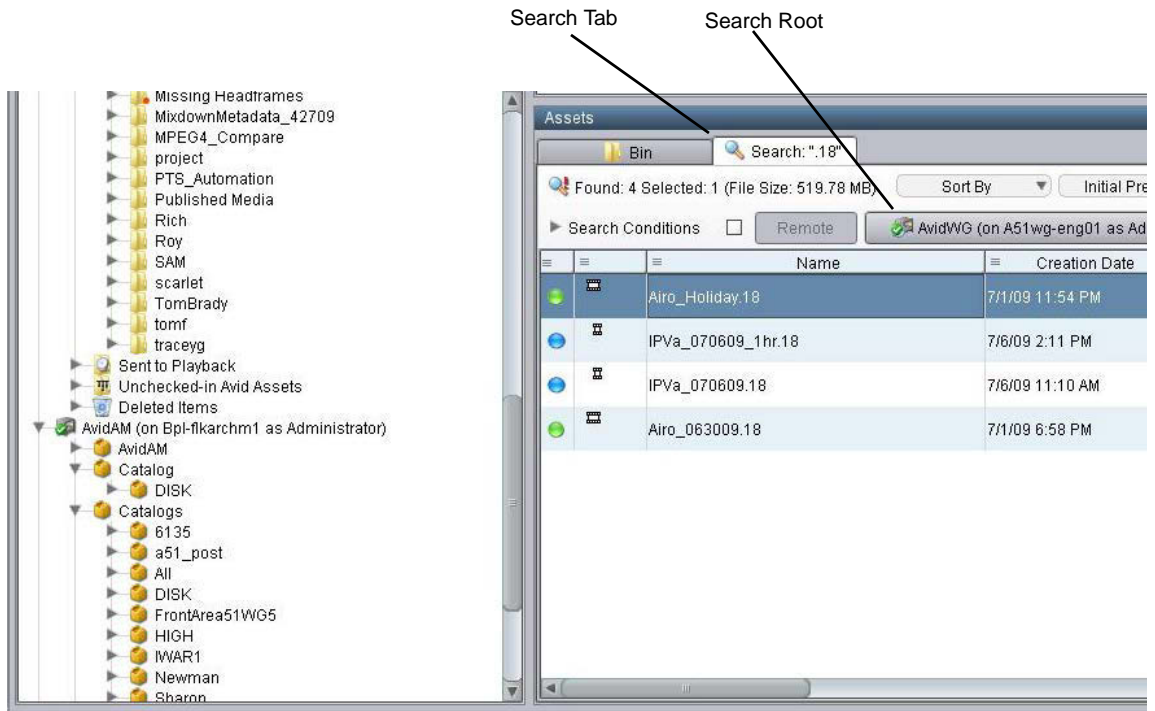 Search Tab
Search Root
Missing Headframes
MixdownMetadata_42709
MPEG4_Compare
project
PTS_Automation
Published Media
Rich
Roy
SAM
scarlet
TomBrady
tomf
traceyg
Sent to Playback
Unchecked-in Avid Assets
Deleted Items
AvidAM (on Bpl-flkarchm1 as Administrator)
AvidAM
Catalog
DISK
Catalogs
6135
a51_post
All
DISK
FrontArea51WG5
HIGH
IWAR1
Newman
Sharon
Assets
Bin
Search: ".18"
Found: 4 Selected: 1 (File Size: 519.78 MB)
Sort By
Initial Pre
Search Conditions
Remote
AvidWG (on A51wg-eng01 as Ad
Name
Creation Date
Airo_Holiday.18
7/1/09 11:54 PM
IPVa_070609_1hr.18
7/6/09 2:11 PM
IPVa_070609.18
7/6/09 11:10 AM
Airo_063009.18
7/1/09 6:58 PM